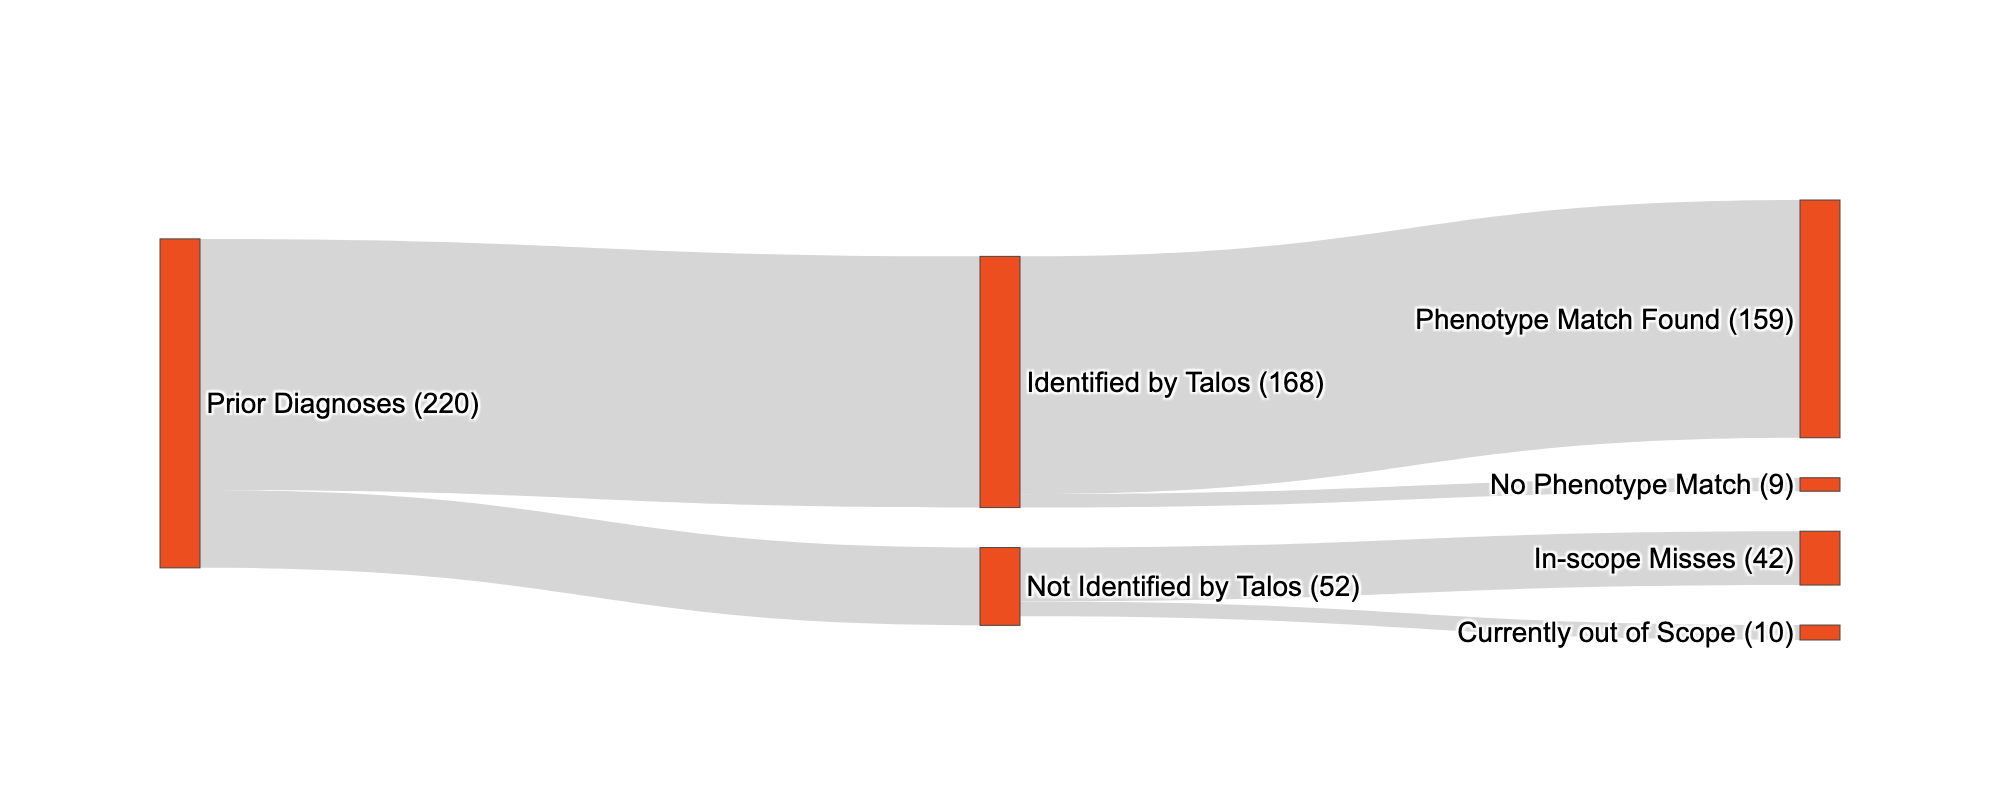 Prior Diagnoses (220)
Identified by Talos (168)
Not Identified by Talos (52)
Phenotype Match Found (159)
No Phenotype Match (9)
In-scope Misses (42)
Currently out of Scope (10)